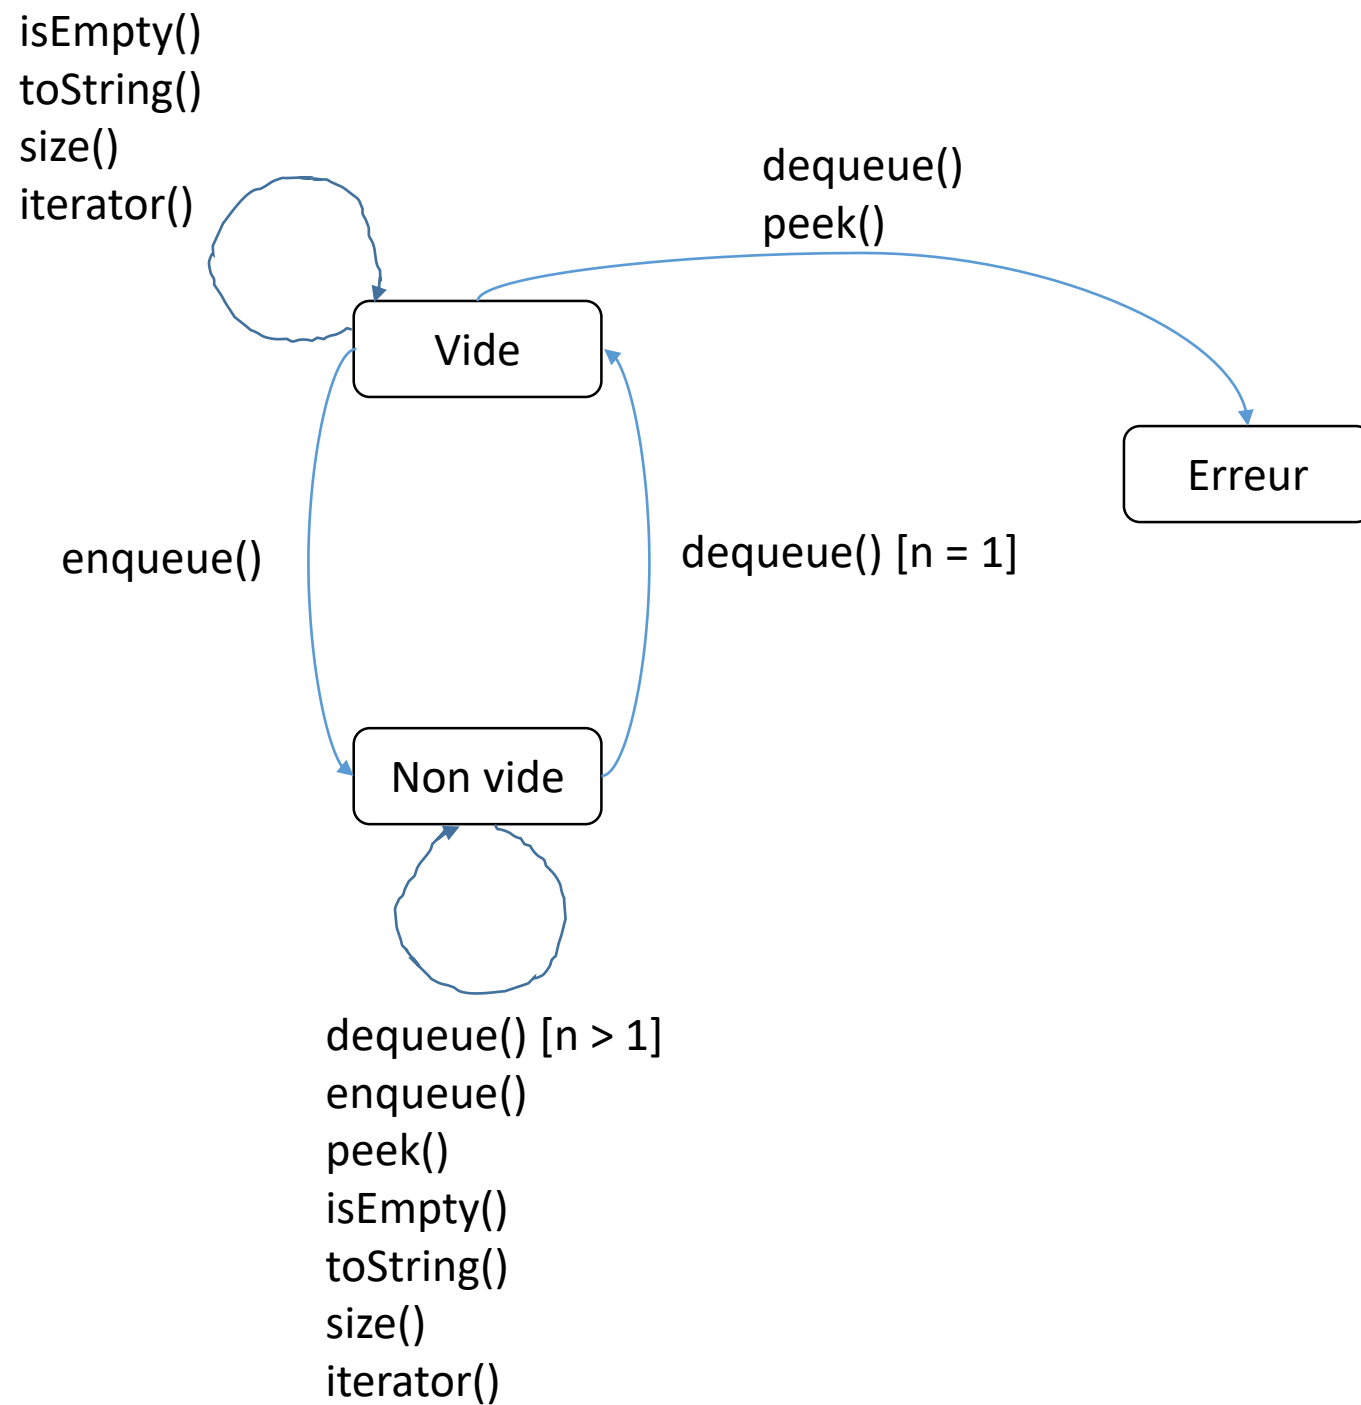 isEmpty()
toString()
size()
iterator()
dequeue()
peek()
Vide
Erreur
enqueue()
dequeue() [n = 1]
Non vide
dequeue() [n > 1]
enqueue()
peek()
isEmpty()
toString()
size()
iterator()